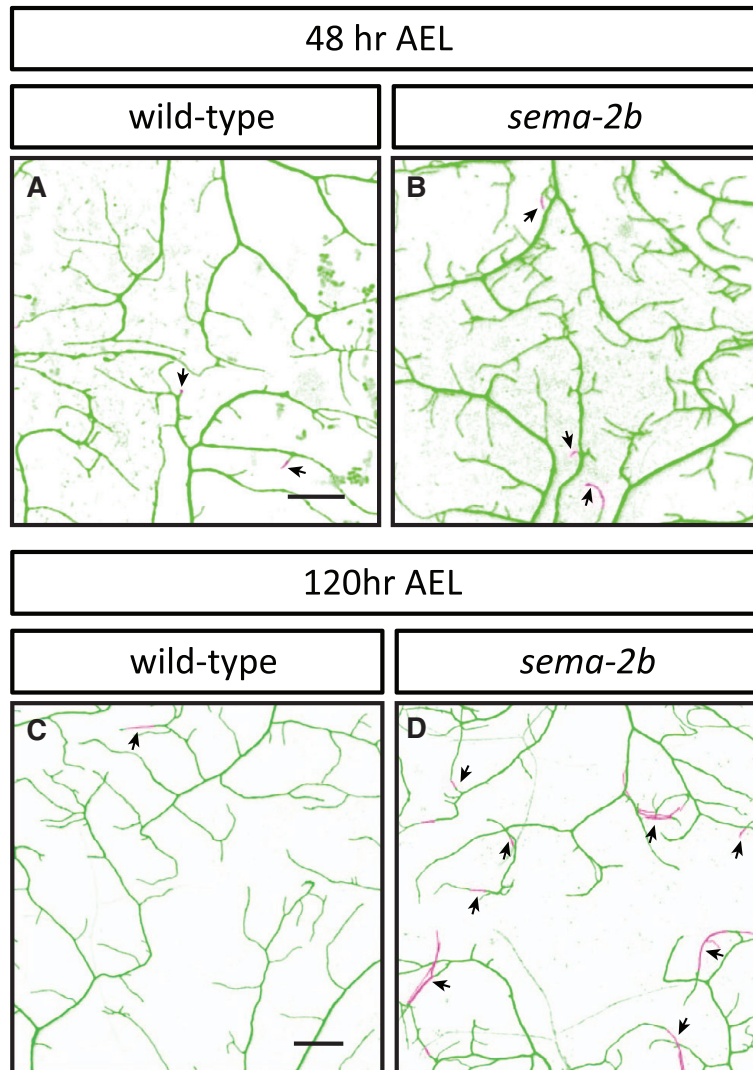 48 hr AEL
wild-type
sema-2b
A
B
120hr AEL
wild-type
sema-2b
C
D